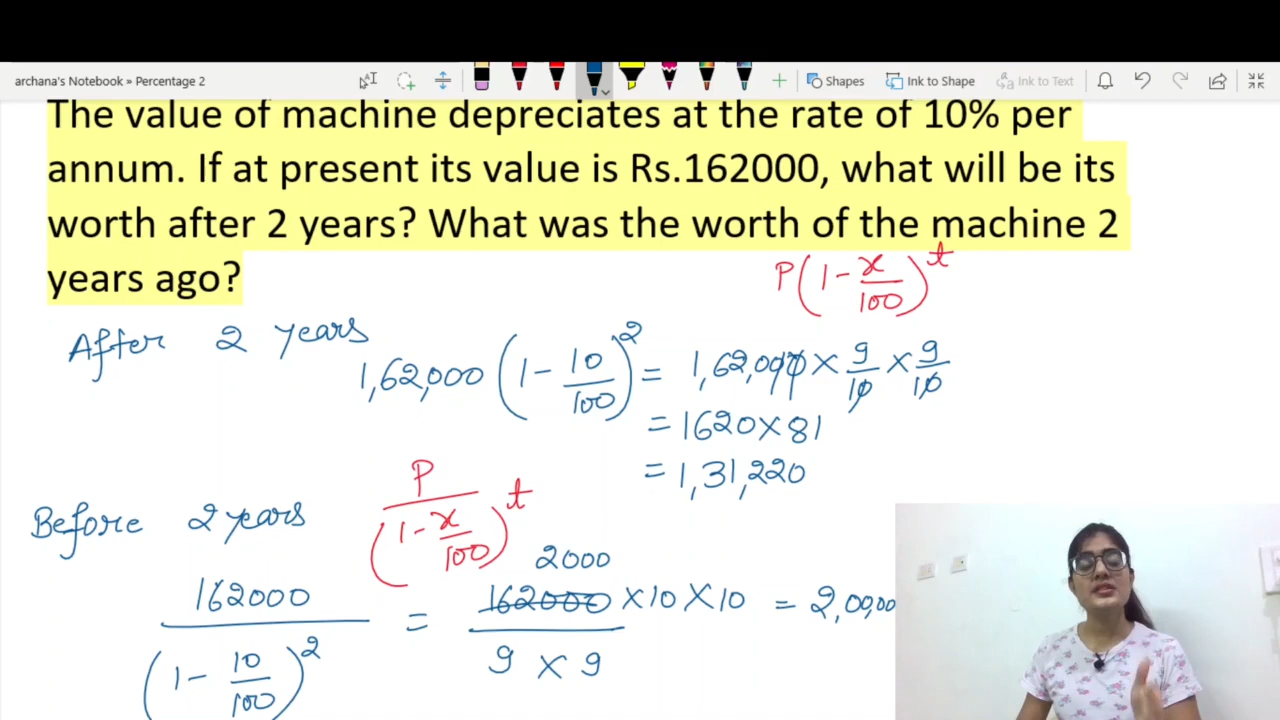 archana's Notebook » Percentage 2
Shapes
Ink to Shape
Ink to Text
The value of machine depreciates at the rate of 10% per
annum. If at present its value is Rs.162000, what will be its
worth after 2 years? What was the worth of the machine 2
years ago?
P(1-x/100)^t
After 2 years
1,62,000 (1-10/100)^2 = 1,62,000 × 9/10 × 9/10
= 1620×81
= 1,31,220
Before 2 years
P/(1-x/100)^t
2000
162000/(1-10/100)^2 = 162000 ×10×10/9 × 9 = 2,00,00